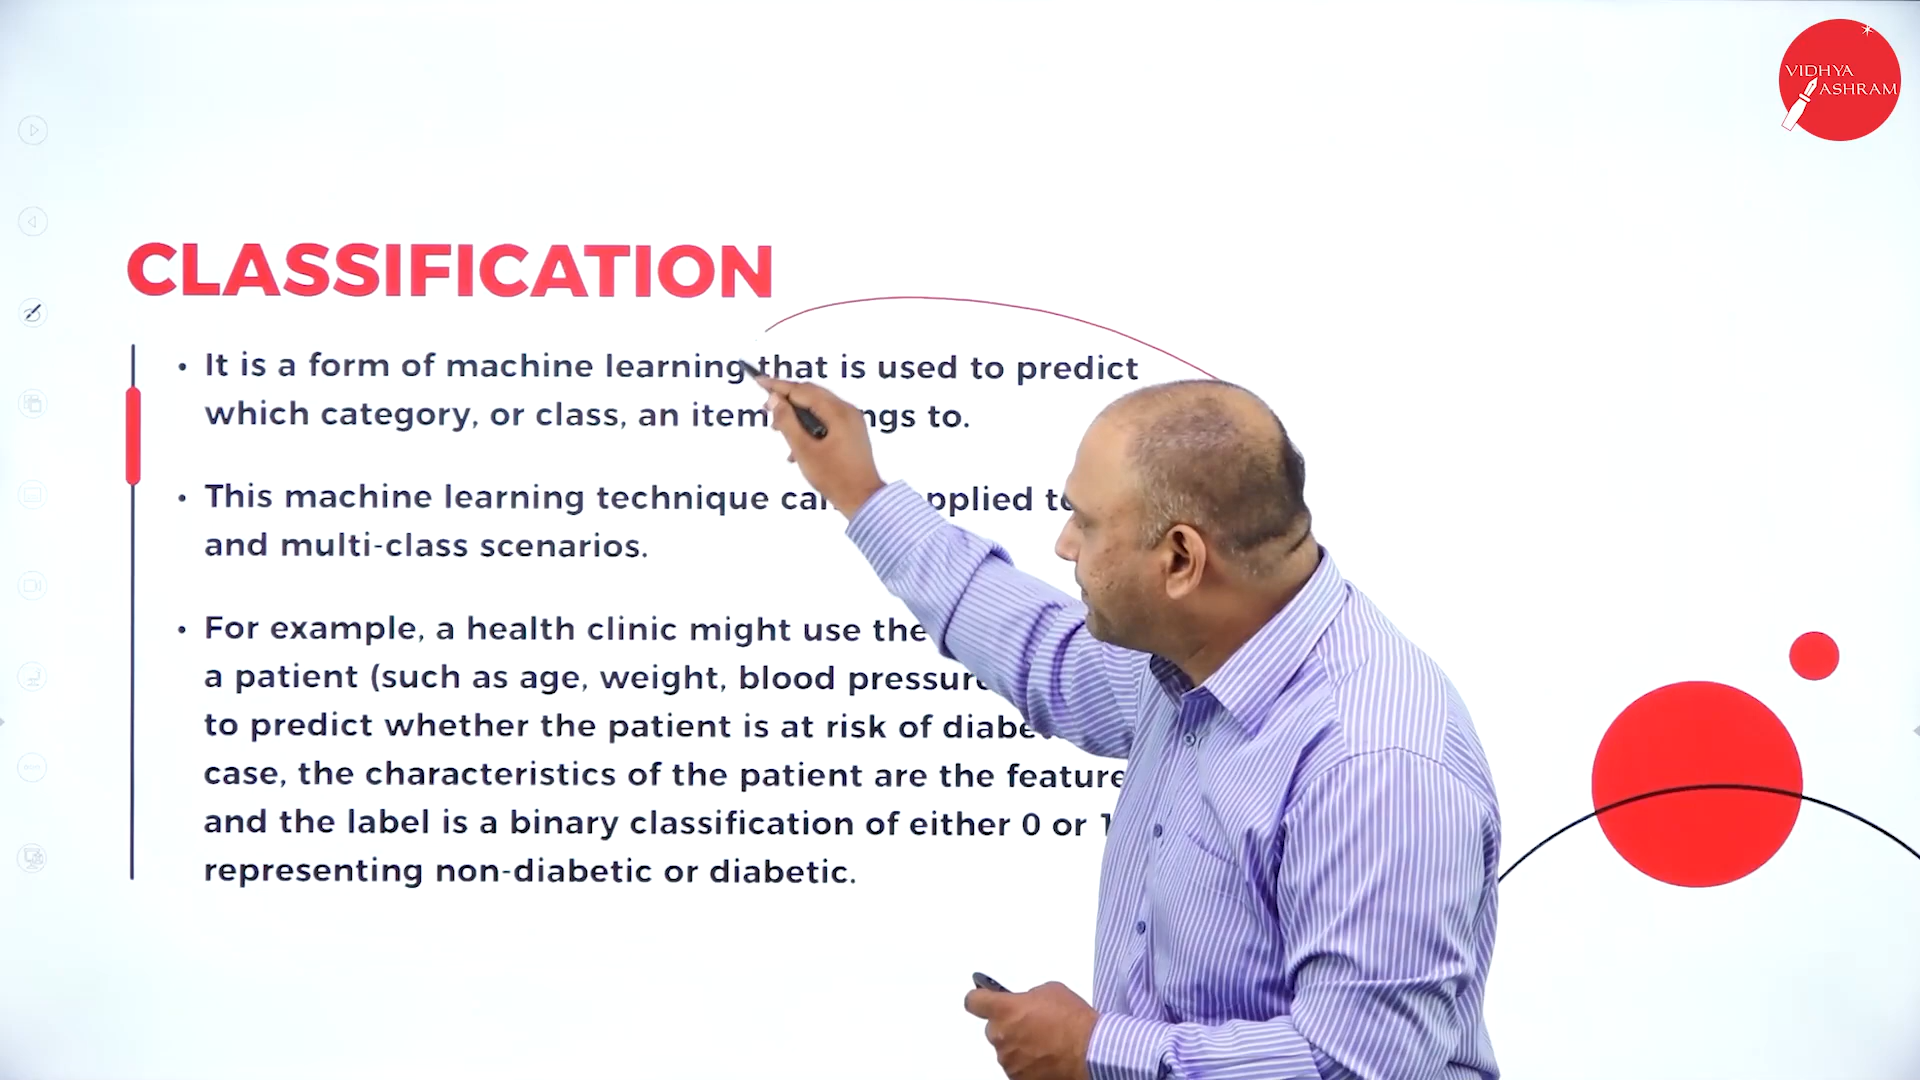 VIDHYA
ASHRAM
CLASSIFICATION
• It is a form of machine learning that is used to predict
which category, or class, an item ngs to.
• This machine learning technique can pplied to
and multi-class scenarios.
• For example, a health clinic might use the
a patient (such as age, weight, blood pressure
to predict whether the patient is at risk of
case, the characteristics of the patient are the feature
and the label is a binary classification of either 0 or 1
representing non-diabetic or diabetic.